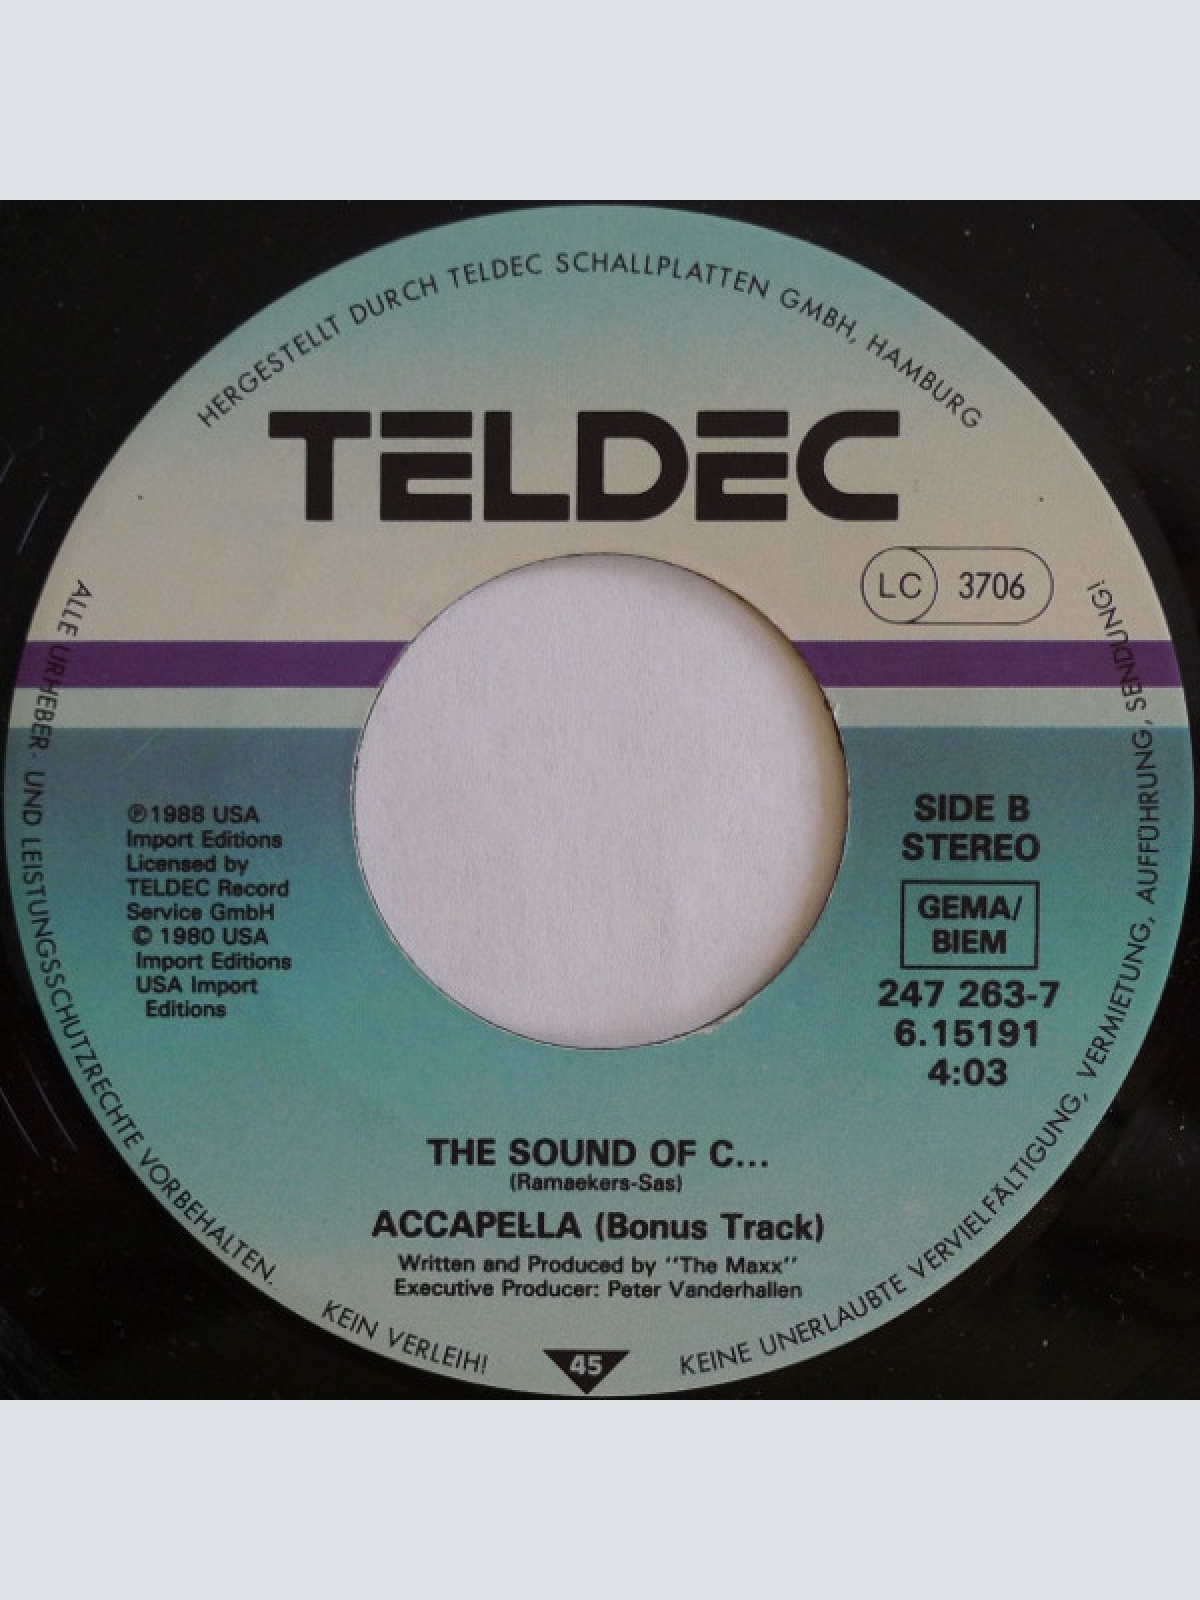 HERGESTELLT DURCH TELDEC SCHALLPLATTEN GMBH, HAMBURG
TELDEC
LC 3706
℗1988 USA
Import Editions
Licensed by
TELDEC Record
Service GmbH
© 1980 USA
Import Editions
USA Import
Editions
SIDE B
STEREO
GEMA/
BIEM
247 263-7
6.15191
4:03
THE SOUND OF C...
(Ramaekers-Sas)
ACCAPELLA (Bonus Track)
Written and Produced by ''The Maxx''
Executive Producer: Peter Vanderhallen
ALLE URHEBER- UND LEISTUNGSSCHUTZRECHTE VORBEHALTEN.
KEIN VERLEIH!
45
KEINE UNERLAUBTE VERVIELFÄLTIGUNG, VERMIETUNG, AUFFÜHRUNG, SENDUNG!